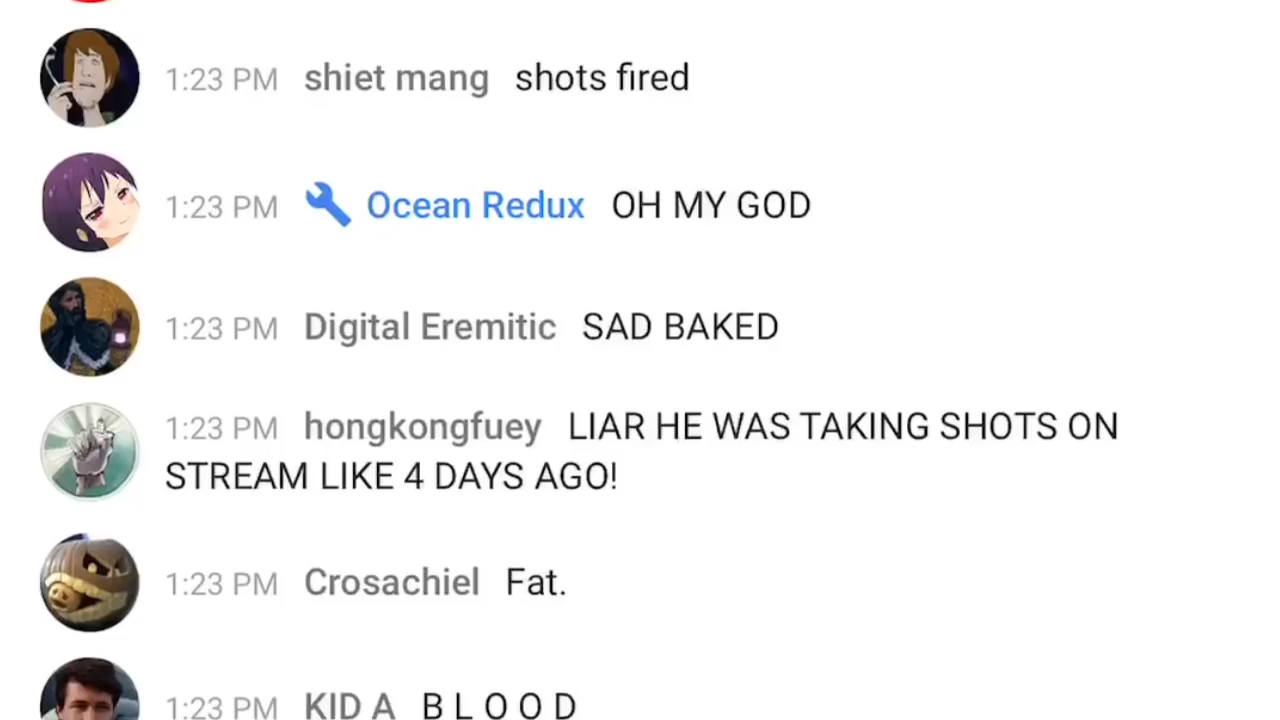 1:23 PM shiet mang shots fired
1:23 PM Ocean Redux OH MY GOD
1:23 PM Digital Eremitic SAD BAKED
1:23 PM hongkongfuey LIAR HE WAS TAKING SHOTS ON
STREAM LIKE 4 DAYS AGO!
1:23 PM Crosachiel Fat.
1:23 PM KID A B L O O D